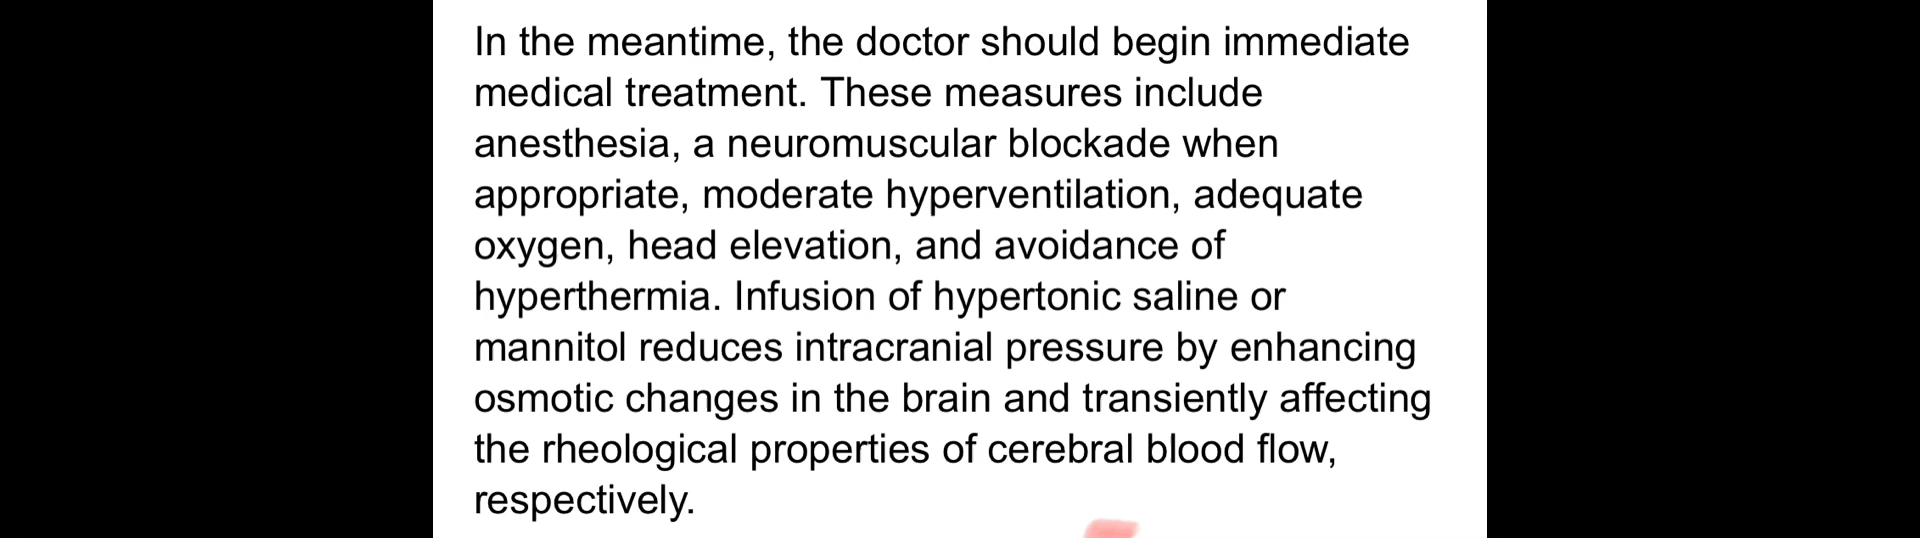 In the meantime, the doctor should begin immediate
medical treatment. These measures include
anesthesia, a neuromuscular blockade when
appropriate, moderate hyperventilation, adequate
oxygen, head elevation, and avoidance of
hyperthermia. Infusion of hypertonic saline or
mannitol reduces intracranial pressure by enhancing
osmotic changes in the brain and transiently affecting
the rheological properties of cerebral blood flow,
respectively.